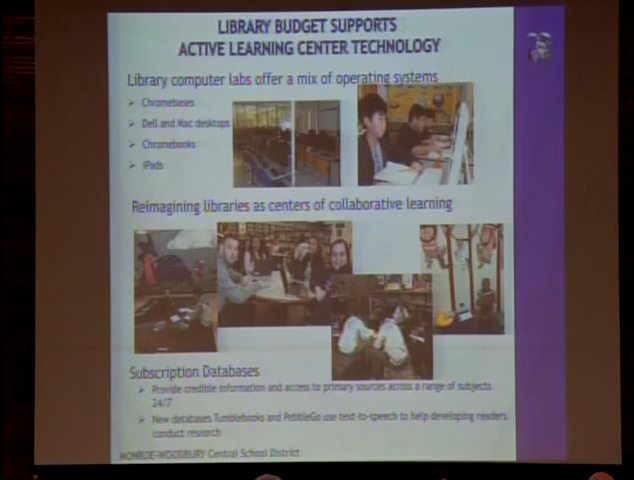 LIBRARY BUDGET SUPPORTS
ACTIVE LEARNING CENTER TECHNOLOGY
Library computer labs offer a mix of operating systems
➢ Chromebases
➢ Dell and Mac desktops
➢ Chromebooks
➢ iPads
Reimagining libraries as centers of collaborative learning
Subscription Databases
➢ Provide credible information and access to primary sources across a range of subjects
24/7
➢ New databases Tumblebooks and PebbleGo use text-to-speech to help developing readers
conduct research
MONROE-WOODBURY Central School District